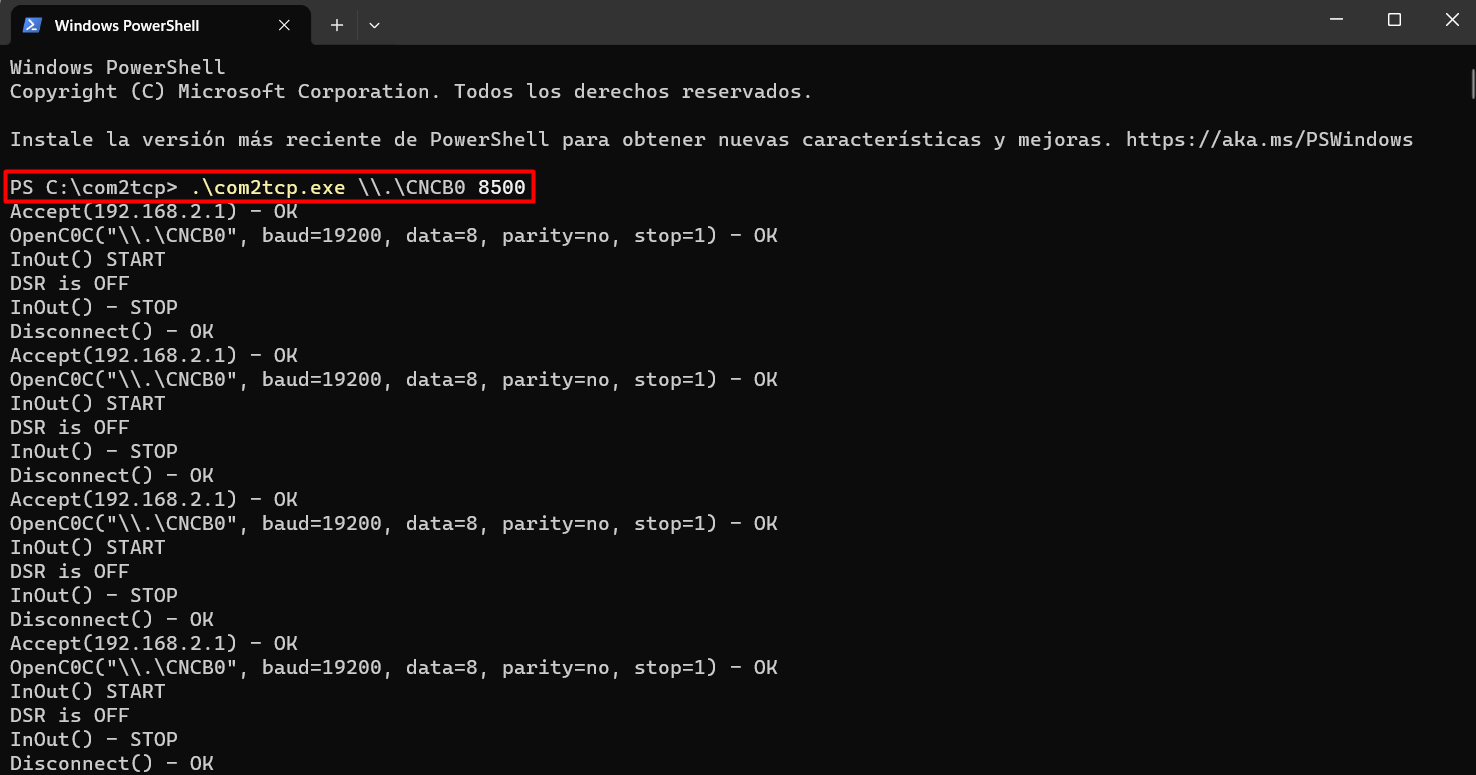 Windows PowerShell
Windows PowerShell
Copyright (C) Microsoft Corporation. Todos los derechos reservados.
Instale la versión más reciente de PowerShell para obtener nuevas características y mejoras. https://aka.ms/PSWindows
PS C:\com2tcp> .\com2tcp.exe \\.\CNCB0 8500
Accept(192.168.2.1) - OK
OpenC0C("\\.\CNCB0", baud=19200, data=8, parity=no, stop=1) - OK
InOut() START
DSR is OFF
InOut() - STOP
Disconnect() - OK
Accept(192.168.2.1) - OK
OpenC0C("\\.\CNCB0", baud=19200, data=8, parity=no, stop=1) - OK
InOut() START
DSR is OFF
InOut() - STOP
Disconnect() - OK
Accept(192.168.2.1) - OK
OpenC0C("\\.\CNCB0", baud=19200, data=8, parity=no, stop=1) - OK
InOut() START
DSR is OFF
InOut() - STOP
Disconnect() - OK
Accept(192.168.2.1) - OK
OpenC0C("\\.\CNCB0", baud=19200, data=8, parity=no, stop=1) - OK
InOut() START
DSR is OFF
InOut() - STOP
Disconnect() - OK